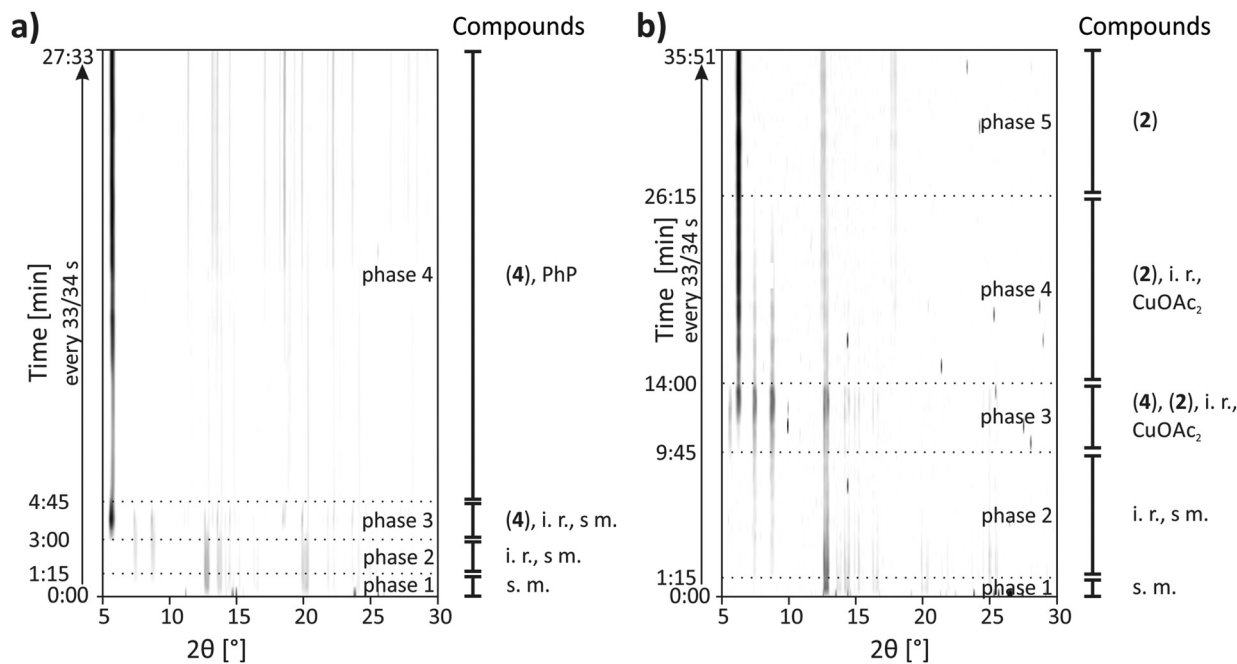 a)
Compounds
27:33
Time [min]
every 33/34 s
phase 4
(4), PhP
4:45
phase 3
(4), i. r., s m.
3:00
phase 2
i. r., s m.
1:15
phase 1
s. m.
0:00
5 10 15 20 25 30
2θ [°]
b)
Compounds
35:51
phase 5
(2)
26:15
Time [min]
every 33/34 s
phase 4
(2), i. r.,
CuOAc2
14:00
phase 3
(4), (2), i. r.,
CuOAc2
9:45
phase 2
i. r., s m.
1:15
phase 1
s. m.
0:00
5 10 15 20 25 30
2θ [°]